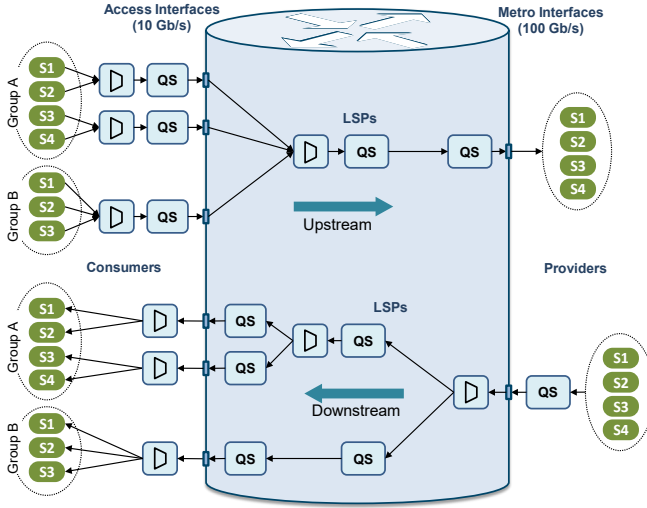 Access Interfaces
(10 Gb/s)
Metro Interfaces
(100 Gb/s)
Group A
S1
S2
S3
S4
QS
QS
Group B
S1
S2
S3
QS
LSPs
QS
QS
S1
S2
S3
S4
Upstream
Consumers
Providers
Group A
S1
S2
S3
S4
QS
QS
LSPs
QS
Downstream
QS
S1
S2
S3
S4
Group B
S1
S2
S3
QS
QS